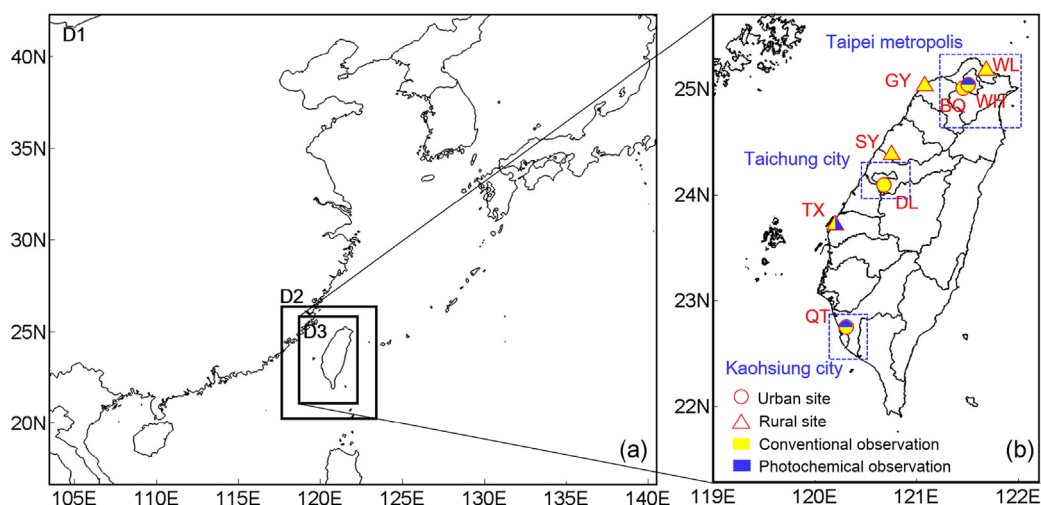 D1
40N
35N
30N
25N
20N
D2
D3
(a)
105E 110E 115E 120E 125E 130E 135E 140E
Taipei metropolis
WL
GY
25N
BQ
WH
SY
Taichung city
24N
DL
TX
23N
QT
Kaohsiung city
Urban site
22N
Rural site
Conventional observation
Photochemical observation
(b)
119E 120E 121E 122E